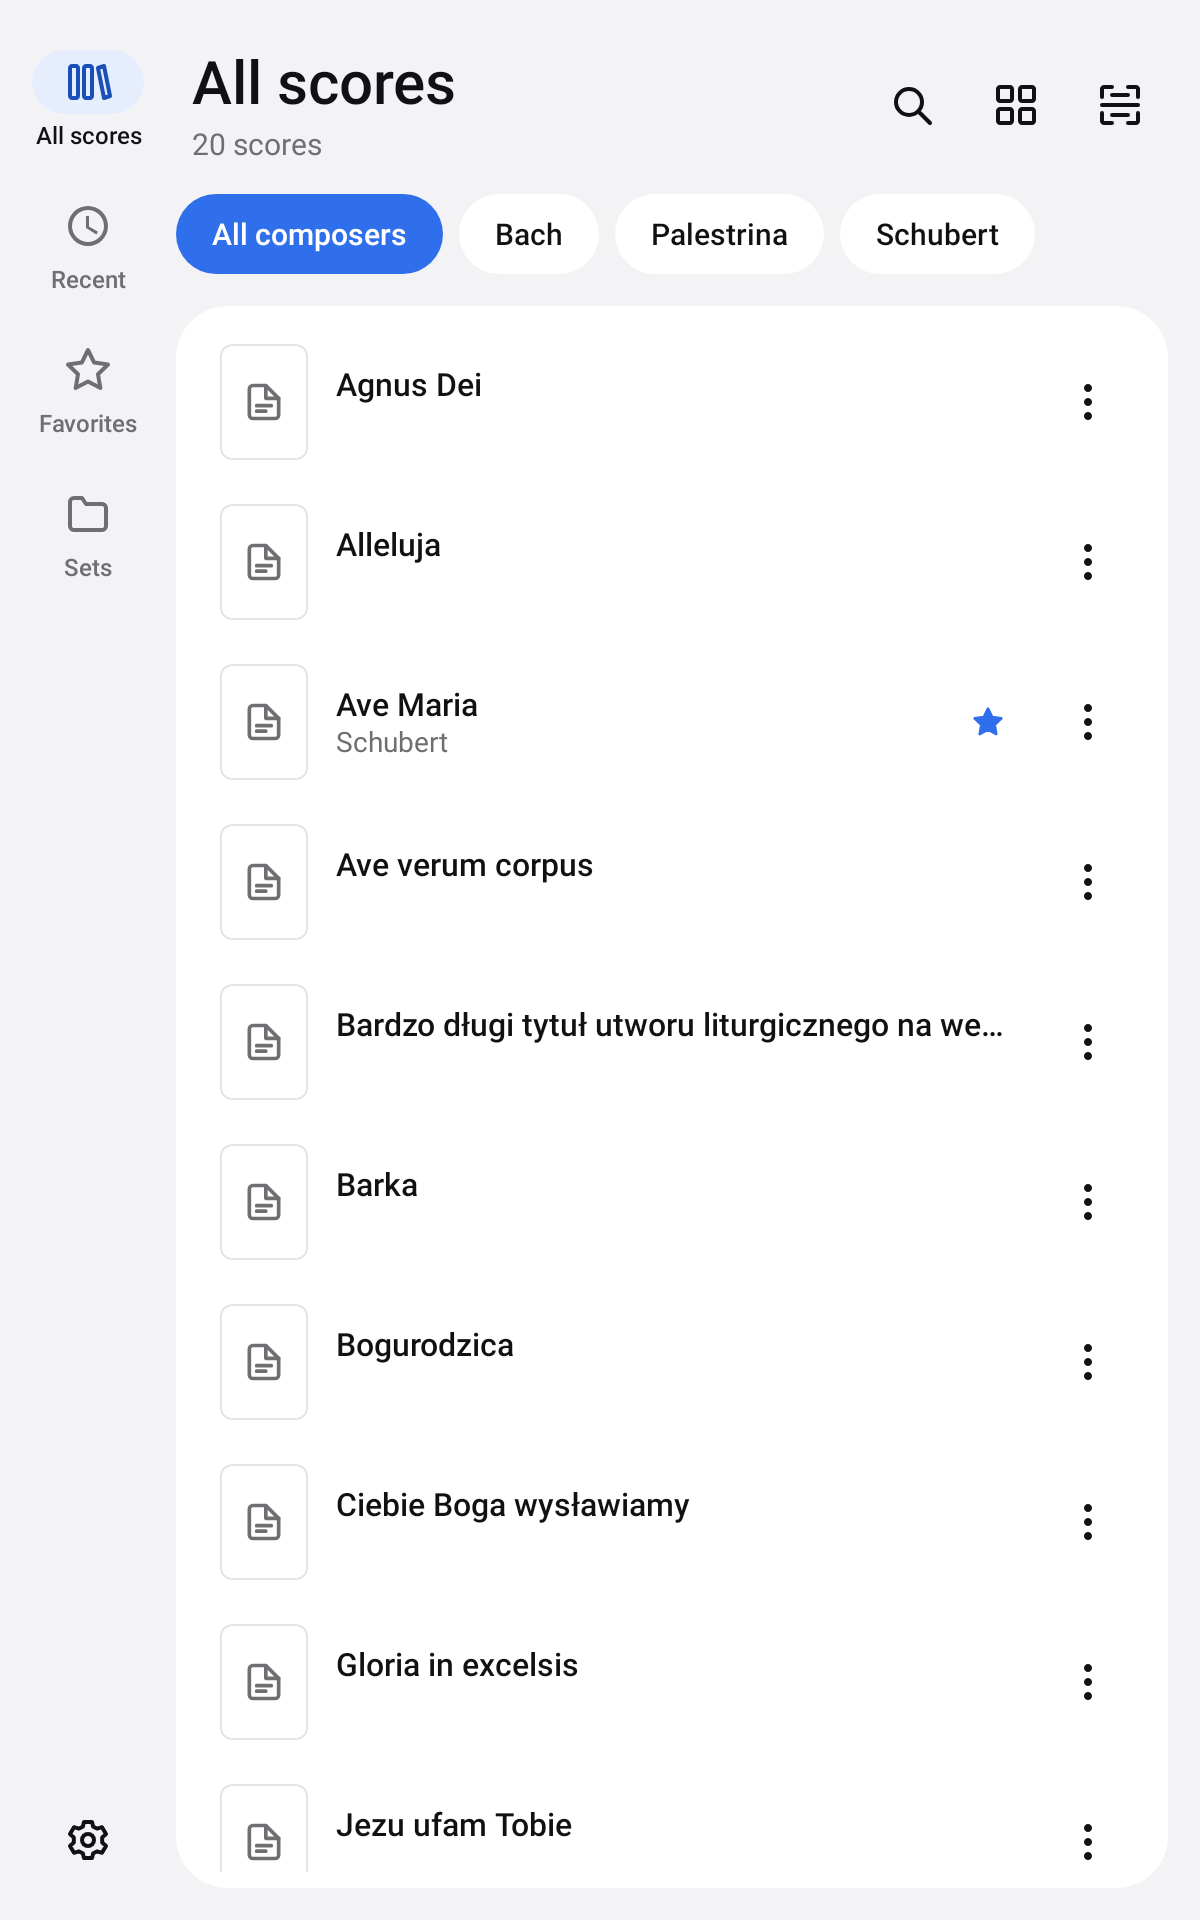 All scores
20 scores
All scores
Recent
Favorites
Sets
All composers
Bach
Palestrina
Schubert
Agnus Dei
Alleluja
Ave Maria
Schubert
Ave verum corpus
Bardzo długi tytuł utworu liturgicznego na we…
Barka
Bogurodzica
Ciebie Boga wysławiamy
Gloria in excelsis
Jezu ufam Tobie